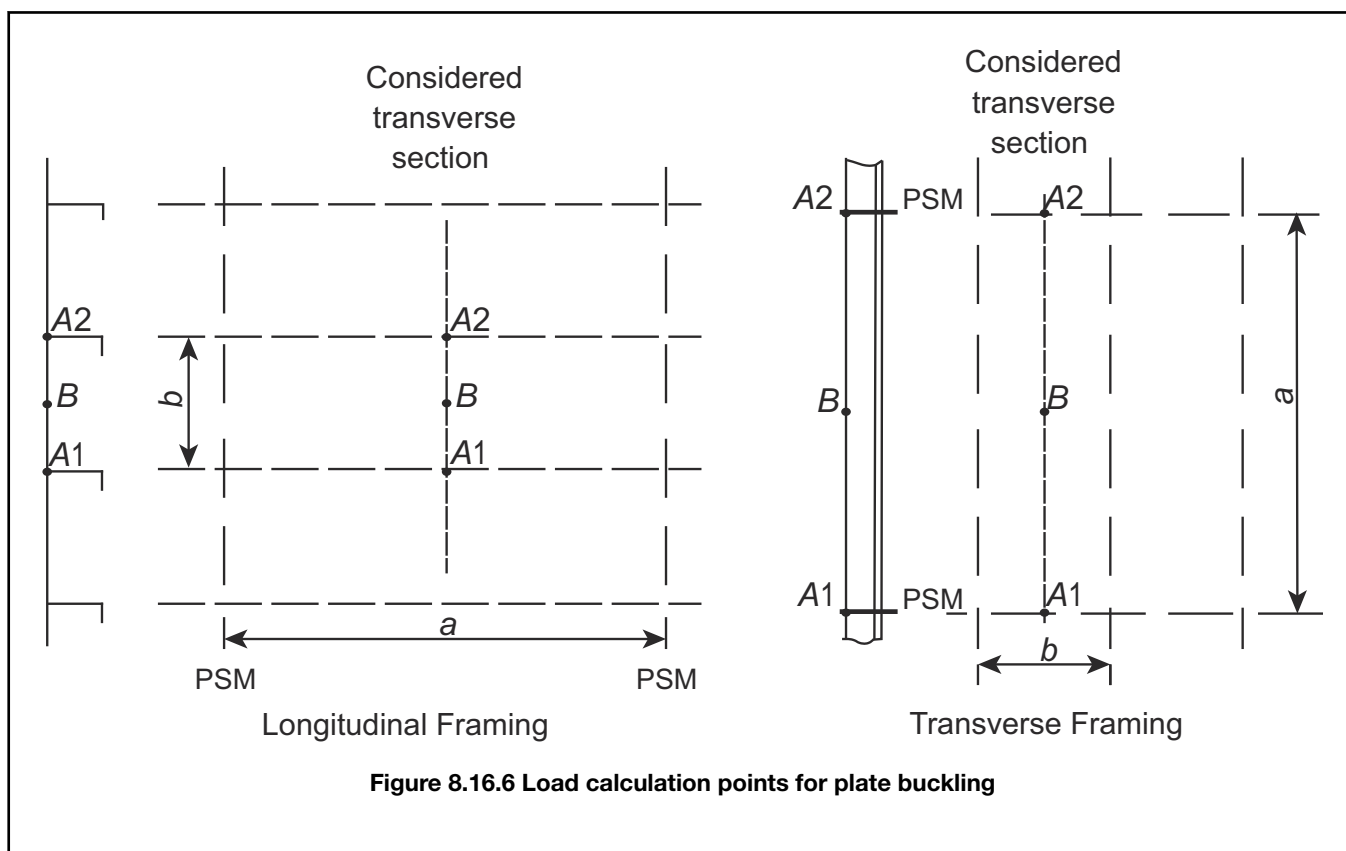 Considered
transverse
section
A2
B
A1
b
A2
B
A1
a
PSM
PSM
Longitudinal Framing
Considered
transverse
section
A2
PSM
A2
B
B
a
A1
PSM
A1
b
Transverse Framing
Figure 8.16.6 Load calculation points for plate buckling